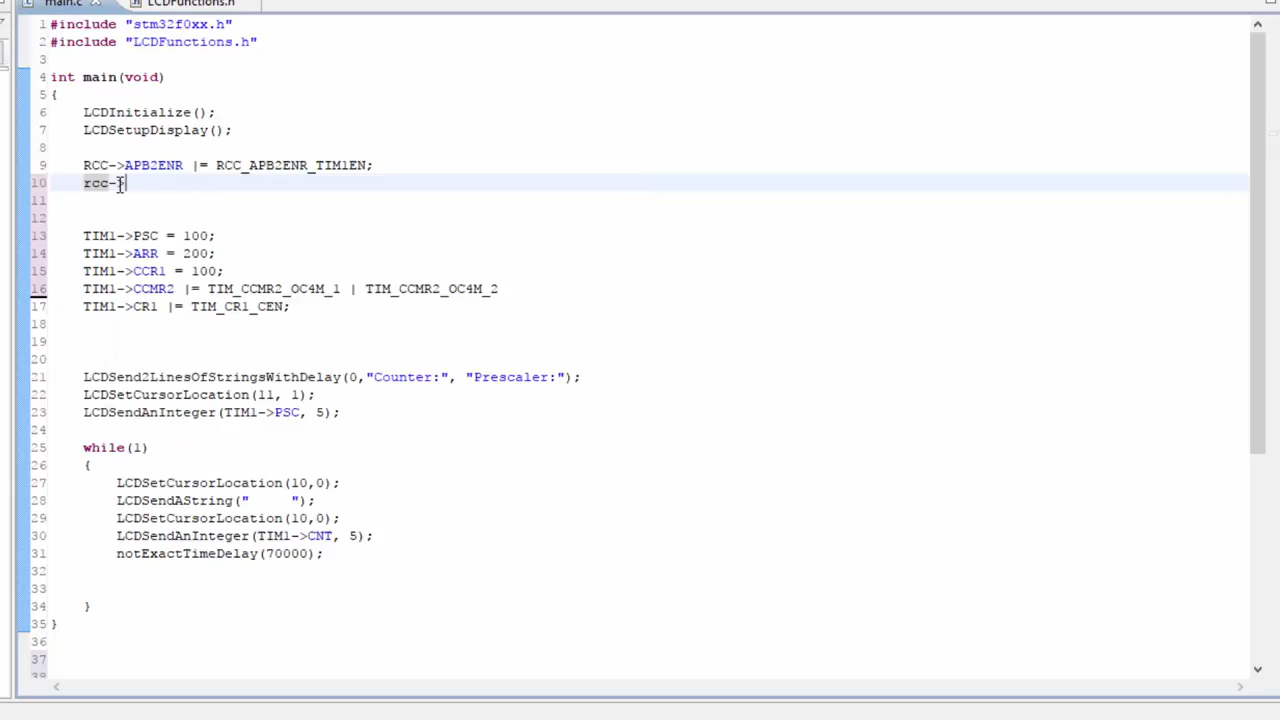 main.c LCDFunctions.h
1 #include "stm32f0xx.h"
2 #include "LCDFunctions.h"
3
4 int main(void)
5 {
6 LCDInitialize();
7 LCDSetupDisplay();
8
9 RCC->APB2ENR |= RCC_APB2ENR_TIM1EN;
10 rcc->
11
12
13 TIM1->PSC = 100;
14 TIM1->ARR = 200;
15 TIM1->CCR1 = 100;
16 TIM1->CCMR2 |= TIM_CCMR2_OC4M_1 | TIM_CCMR2_OC4M_2
17 TIM1->CR1 |= TIM_CR1_CEN;
18
19
20
21 LCDSend2LinesOfStringsWithDelay(0,"Counter:", "Prescaler:");
22 LCDSetCursorLocation(11, 1);
23 LCDSendAnInteger(TIM1->PSC, 5);
24
25 while(1)
26 {
27 LCDSetCursorLocation(10,0);
28 LCDSendAString("     ");
29 LCDSetCursorLocation(10,0);
30 LCDSendAnInteger(TIM1->CNT, 5);
31 notExactTimeDelay(70000);
32
33
34 }
35 }
36
37
38